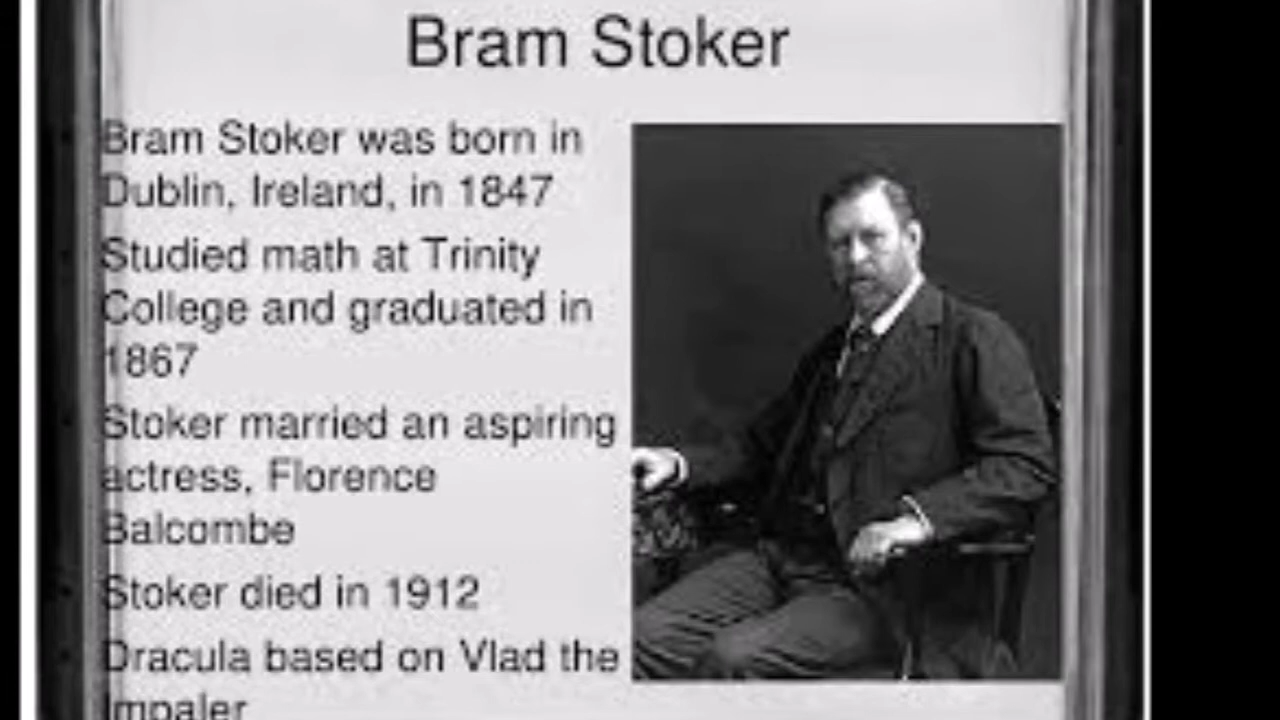 Bram Stoker
Bram Stoker was born in
Dublin, Ireland, in 1847
Studied math at Trinity
College and graduated in
1867
Stoker married an aspiring
actress, Florence
Balcombe
Stoker died in 1912
Dracula based on Vlad the
Impaler